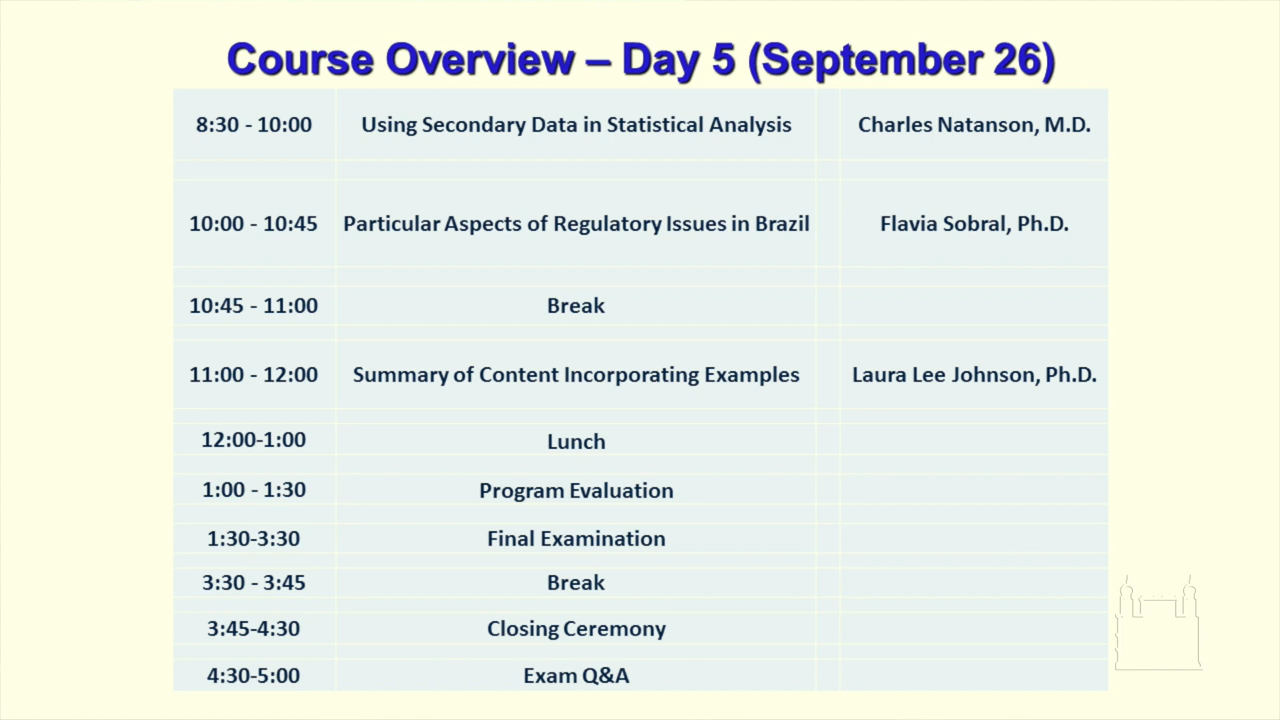 Course Overview – Day 5 (September 26)
8:30 - 10:00 Using Secondary Data in Statistical Analysis Charles Natanson, M.D.
10:00 - 10:45 Particular Aspects of Regulatory Issues in Brazil Flavia Sobral, Ph.D.
10:45 - 11:00 Break
11:00 - 12:00 Summary of Content Incorporating Examples Laura Lee Johnson, Ph.D.
12:00-1:00 Lunch
1:00 - 1:30 Program Evaluation
1:30-3:30 Final Examination
3:30 - 3:45 Break
3:45-4:30 Closing Ceremony
4:30-5:00 Exam Q&A